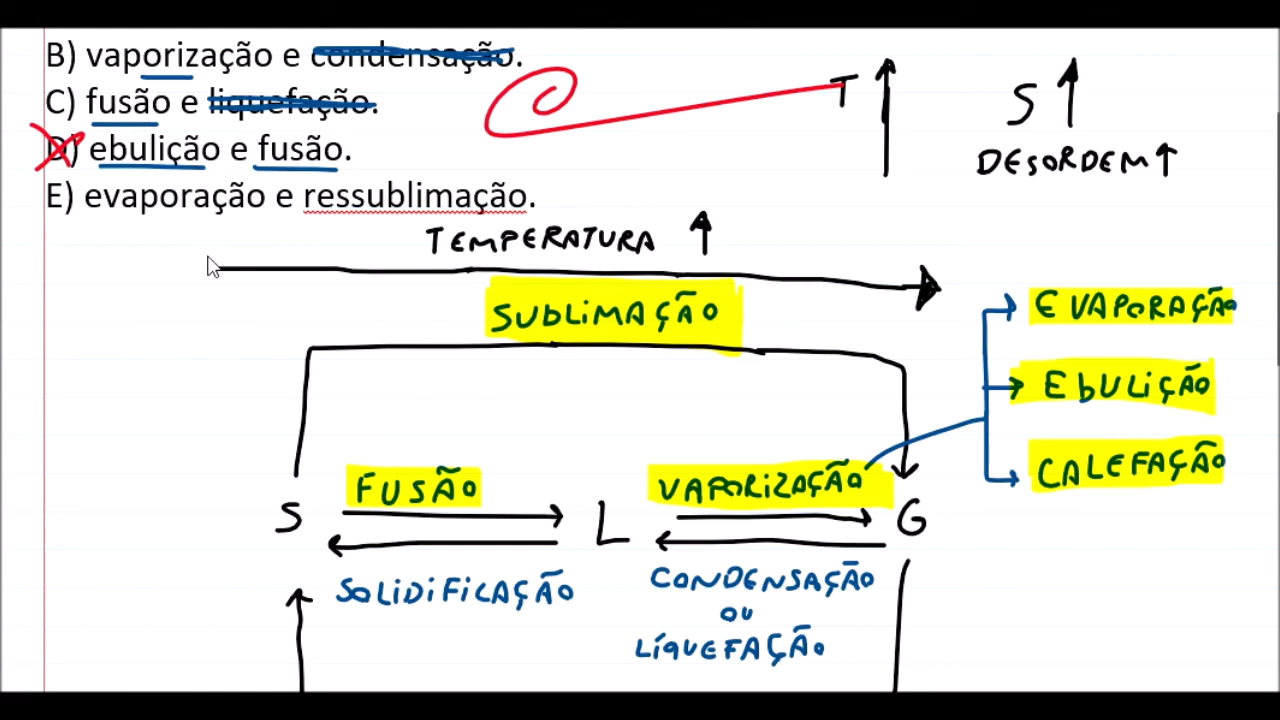 B) vaporização e condensação.
C) fusão e liquefação.
D) ebulição e fusão.
E) evaporação e ressublimação.
T
S
DESORDEM
TEMPERATURA
SUBLIMAÇÃO
EVAPORAÇÃO
EBULIÇÃO
CALEFAÇÃO
FUSÃO
VAPORIZAÇÃO
S
L
G
SOLIDIFICAÇÃO
CONDENSAÇÃO
OU
LÍQUEFAÇÃO